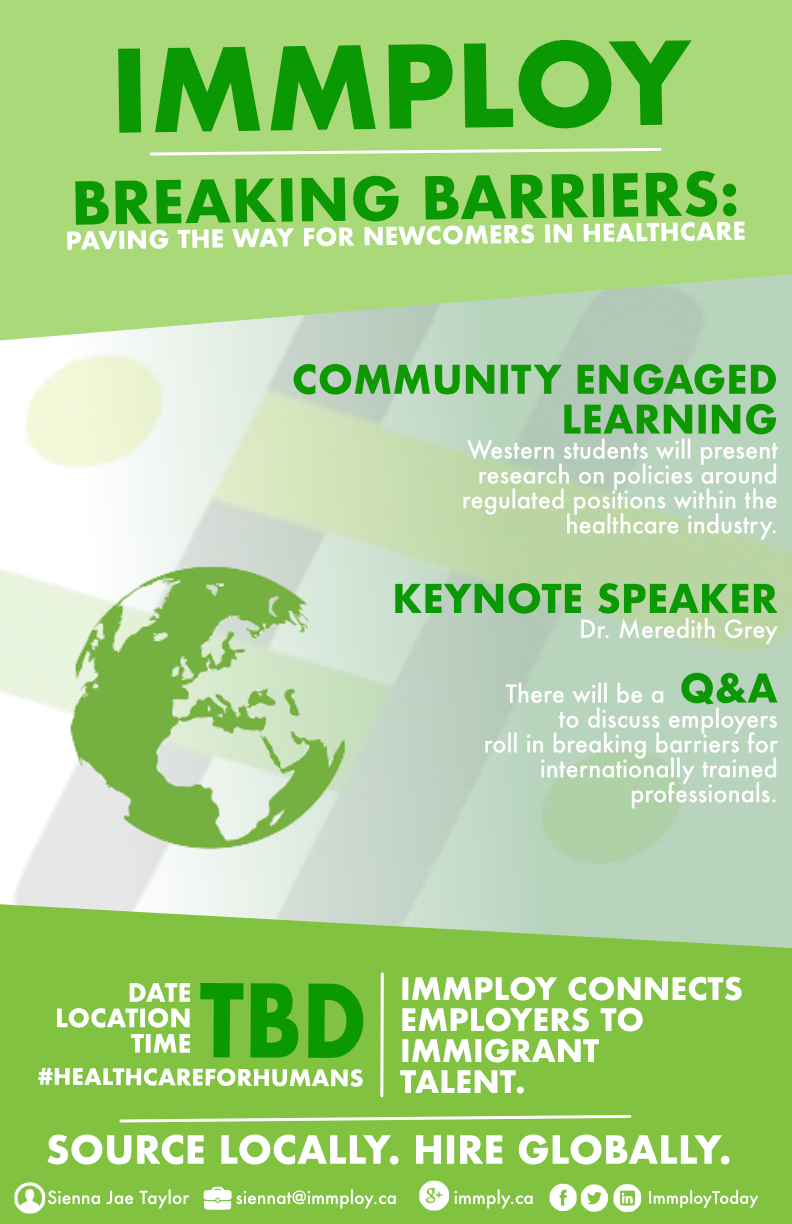 IMMPLOY
BREAKING BARRIERS:
PAVING THE WAY FOR NEWCOMERS IN HEALTHCARE
COMMUNITY ENGAGED
LEARNING
Western students will present
research on policies around
regulated positions within the
healthcare industry.
KEYNOTE SPEAKER
Dr. Meredith Grey
There will be a Q&A
to discuss employers
roll in breaking barriers for
internationally trained
professionals.
DATE
LOCATION
TIME
TBD
#HEALTHCAREFORHUMANS
IMMPLOY CONNECTS
EMPLOYERS TO
IMMIGRANT
TALENT.
SOURCE LOCALLY. HIRE GLOBALLY.
Sienna Jae Taylor siennat@immploy.ca 8+ immply.ca f in ImmployToday